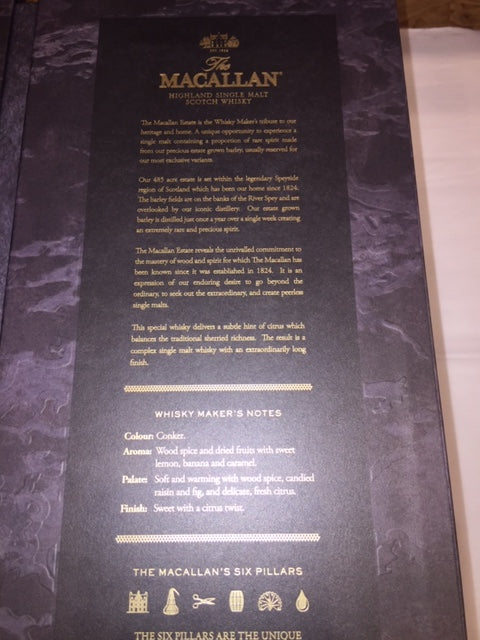 EST. 1824
The
MACALLAN
HIGHLAND SINGLE MALT
SCOTCH WHISKY
The Macallan Estate is the Whisky Maker's tribute to our
heritage and home. A unique opportunity to experience a
single malt containing a proportion of rare spirit made
from our precious estate grown barley, usually reserved for
our most exclusive variants.
Our 485 acre estate is set within the legendary Speyside
region of Scotland which has been our home since 1824.
The barley fields are on the banks of the River Spey and are
overlooked by our iconic distillery. Our estate grown
barley is distilled just once a year over a single week creating
an extremely rare and precious spirit.
The Macallan Estate reveals the unrivalled commitment to
the mastery of wood and spirit for which The Macallan has
been known since it was established in 1824. It is an
expression of our enduring desire to go beyond the
ordinary, to seek out the extraordinary, and create peerless
single malts.
This special whisky delivers a subtle hint of citrus which
balances the traditional sherried richness. The result is a
complex single malt whisky with an extraordinarily long
finish.
WHISKY MAKER'S NOTES
Colour: Conker.
Aroma: Wood spice and dried fruits with sweet
lemon, banana and caramel.
Palate: Soft and warming with wood spice, candied
raisin and fig, and delicate, fresh citrus.
Finish: Sweet with a citrus twist.
THE MACALLAN'S SIX PILLARS
THE SIX PILLARS ARE THE UNIQUE